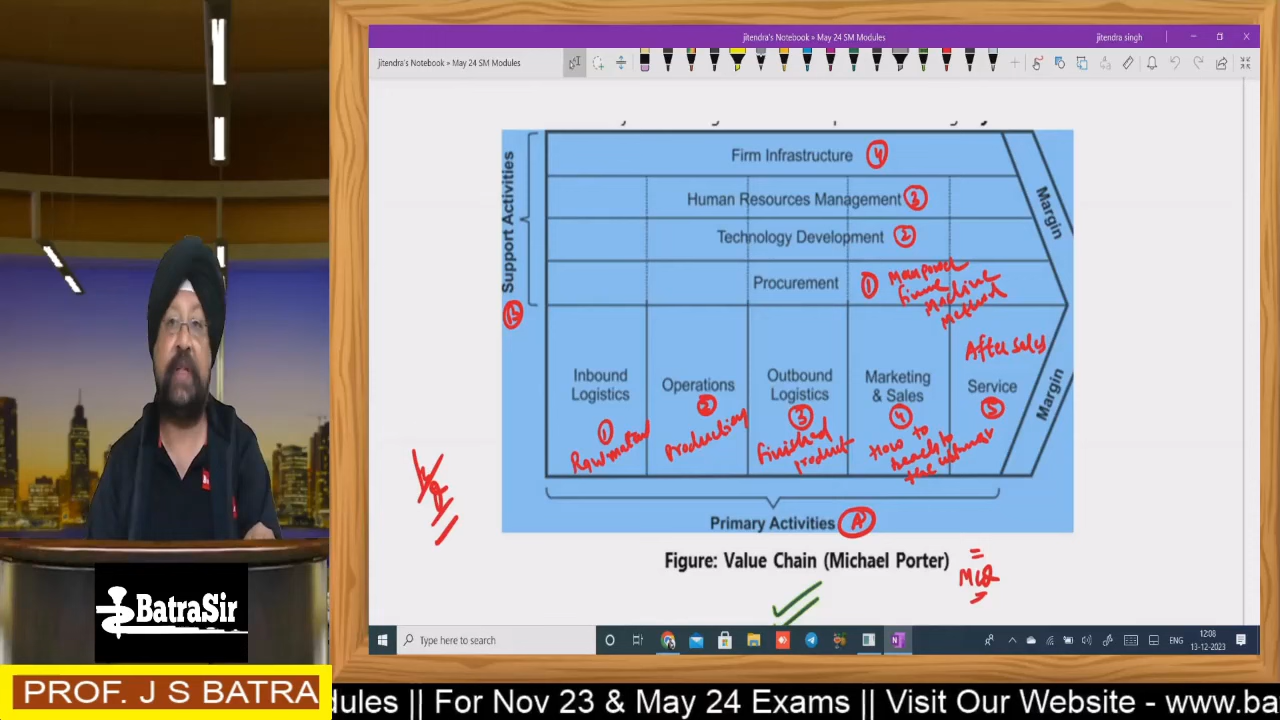 jitendra's Notebook » May 24 SM Modules
jitendra singh
jitendra's Notebook » May 24 SM Modules
Support Activities
B
Firm Infrastructure 4
Human Resources Management 3
Technology Development 2
Procurement 1
Manpower
Machine
Method
Margin
Inbound
Logistics
1
Raw material
Operations
2
Production
Outbound
Logistics
3
Finished
product
Marketing
& Sales
4
How to
reach to
the customer
After sales
Service
5
Margin
Primary Activities A
Figure: Value Chain (Michael Porter)
MCQ
BatraSir
Type here to search
ENG
12:08
13-12-2023
PROF. J S BATRA
dules || For Nov 23 & May 24 Exams || Visit Our Website - www.ba